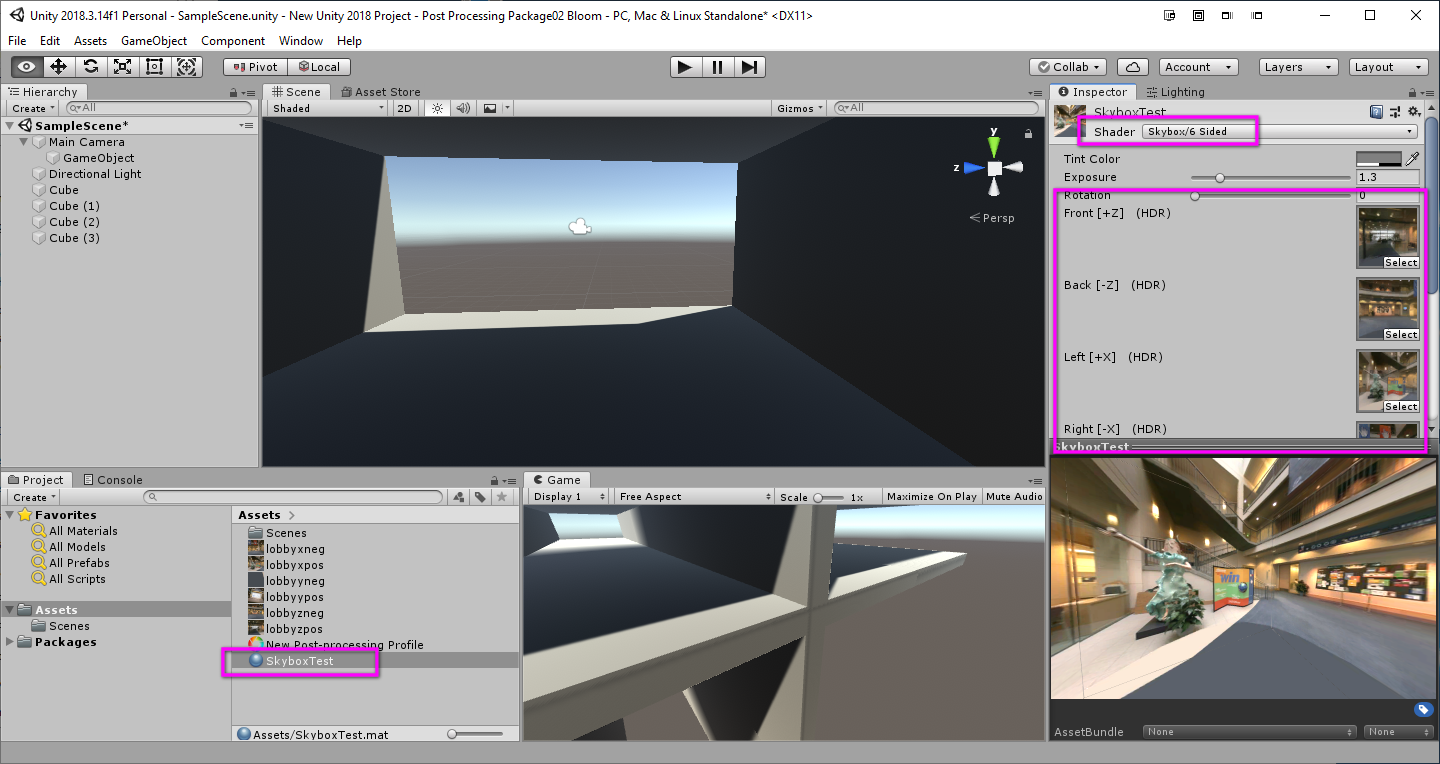 Unity 2018.3.14f1 Personal - SampleScene.unity - New Unity 2018 Project - Post Processing Package02 Bloom - PC, Mac & Linux Standalone* <DX11>
File Edit Assets GameObject Component Window Help
Pivot Local Collab Account Layers Layout
Hierarchy
Create All
SampleScene*
Main Camera
GameObject
Directional Light
Cube
Cube (1)
Cube (2)
Cube (3)
Scene Asset Store
Shaded 2D Gizmos All
y
z
Persp
Inspector Lighting
SkyboxTest
Shader Skybox/6 Sided
Tint Color
Exposure 1.3
Rotation 0
Front [+Z] (HDR)
Select
Back [-Z] (HDR)
Select
Left [+X] (HDR)
Select
Right [-X] (HDR)
SkyboxTest
win
AssetBundle None None
Project Console
Create
Favorites
All Materials
All Models
All Prefabs
All Scripts
Assets
Scenes
Packages
Assets
Scenes
lobbyxneg
lobbyxpos
lobbyyneg
lobbyypos
lobbyzneg
lobbyzpos
New Post-processing Profile
SkyboxTest
Assets/SkyboxTest.mat
Game
Display 1 Free Aspect Scale 1x Maximize On Play Mute Audio